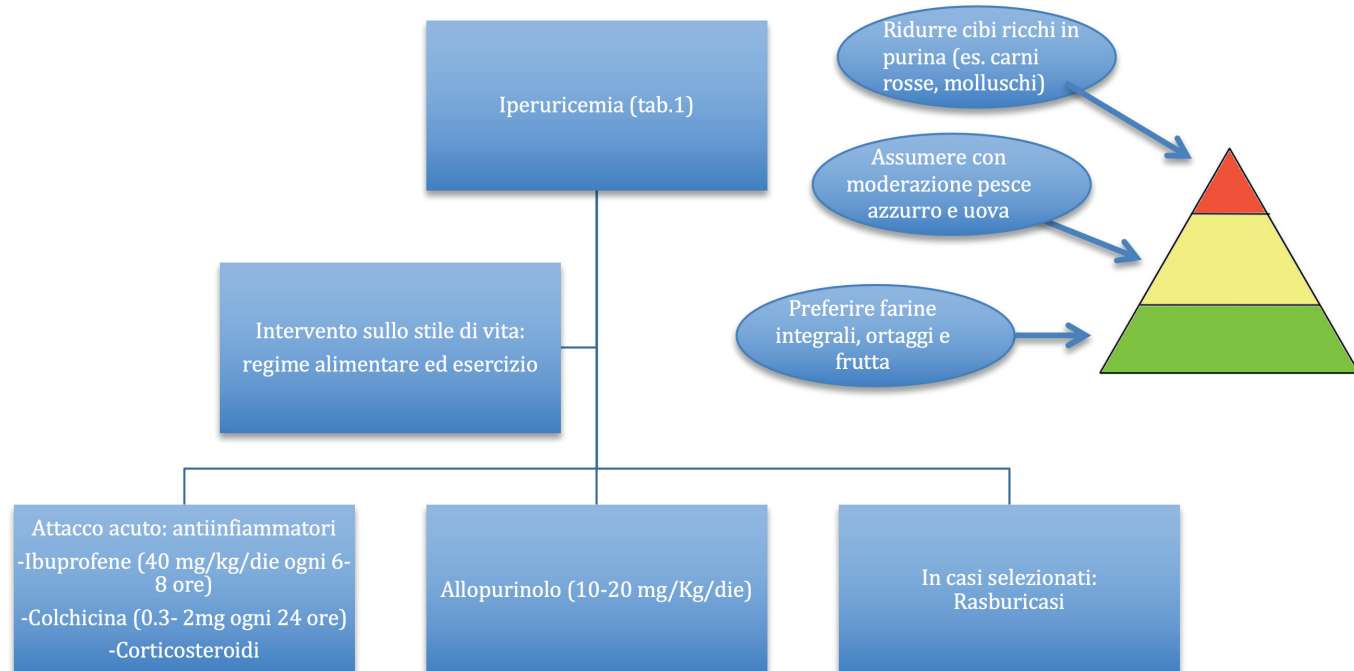 Iperuricemia (tab.1)
Ridurre cibi ricchi in
purina (es. carni
rosse, molluschi)
Assumere con
moderazione pesce
azzurro e uova
Preferire farine
integrali, ortaggi e
frutta
Intervento sullo stile di vita:
regime alimentare ed esercizio
Attacco acuto: antiinfiammatori
-Ibuprofene (40 mg/kg/die ogni 6-
8 ore)
-Colchicina (0.3- 2mg ogni 24 ore)
-Corticosteroidi
Allopurinolo (10-20 mg/Kg/die)
In casi selezionati:
Rasburicasi